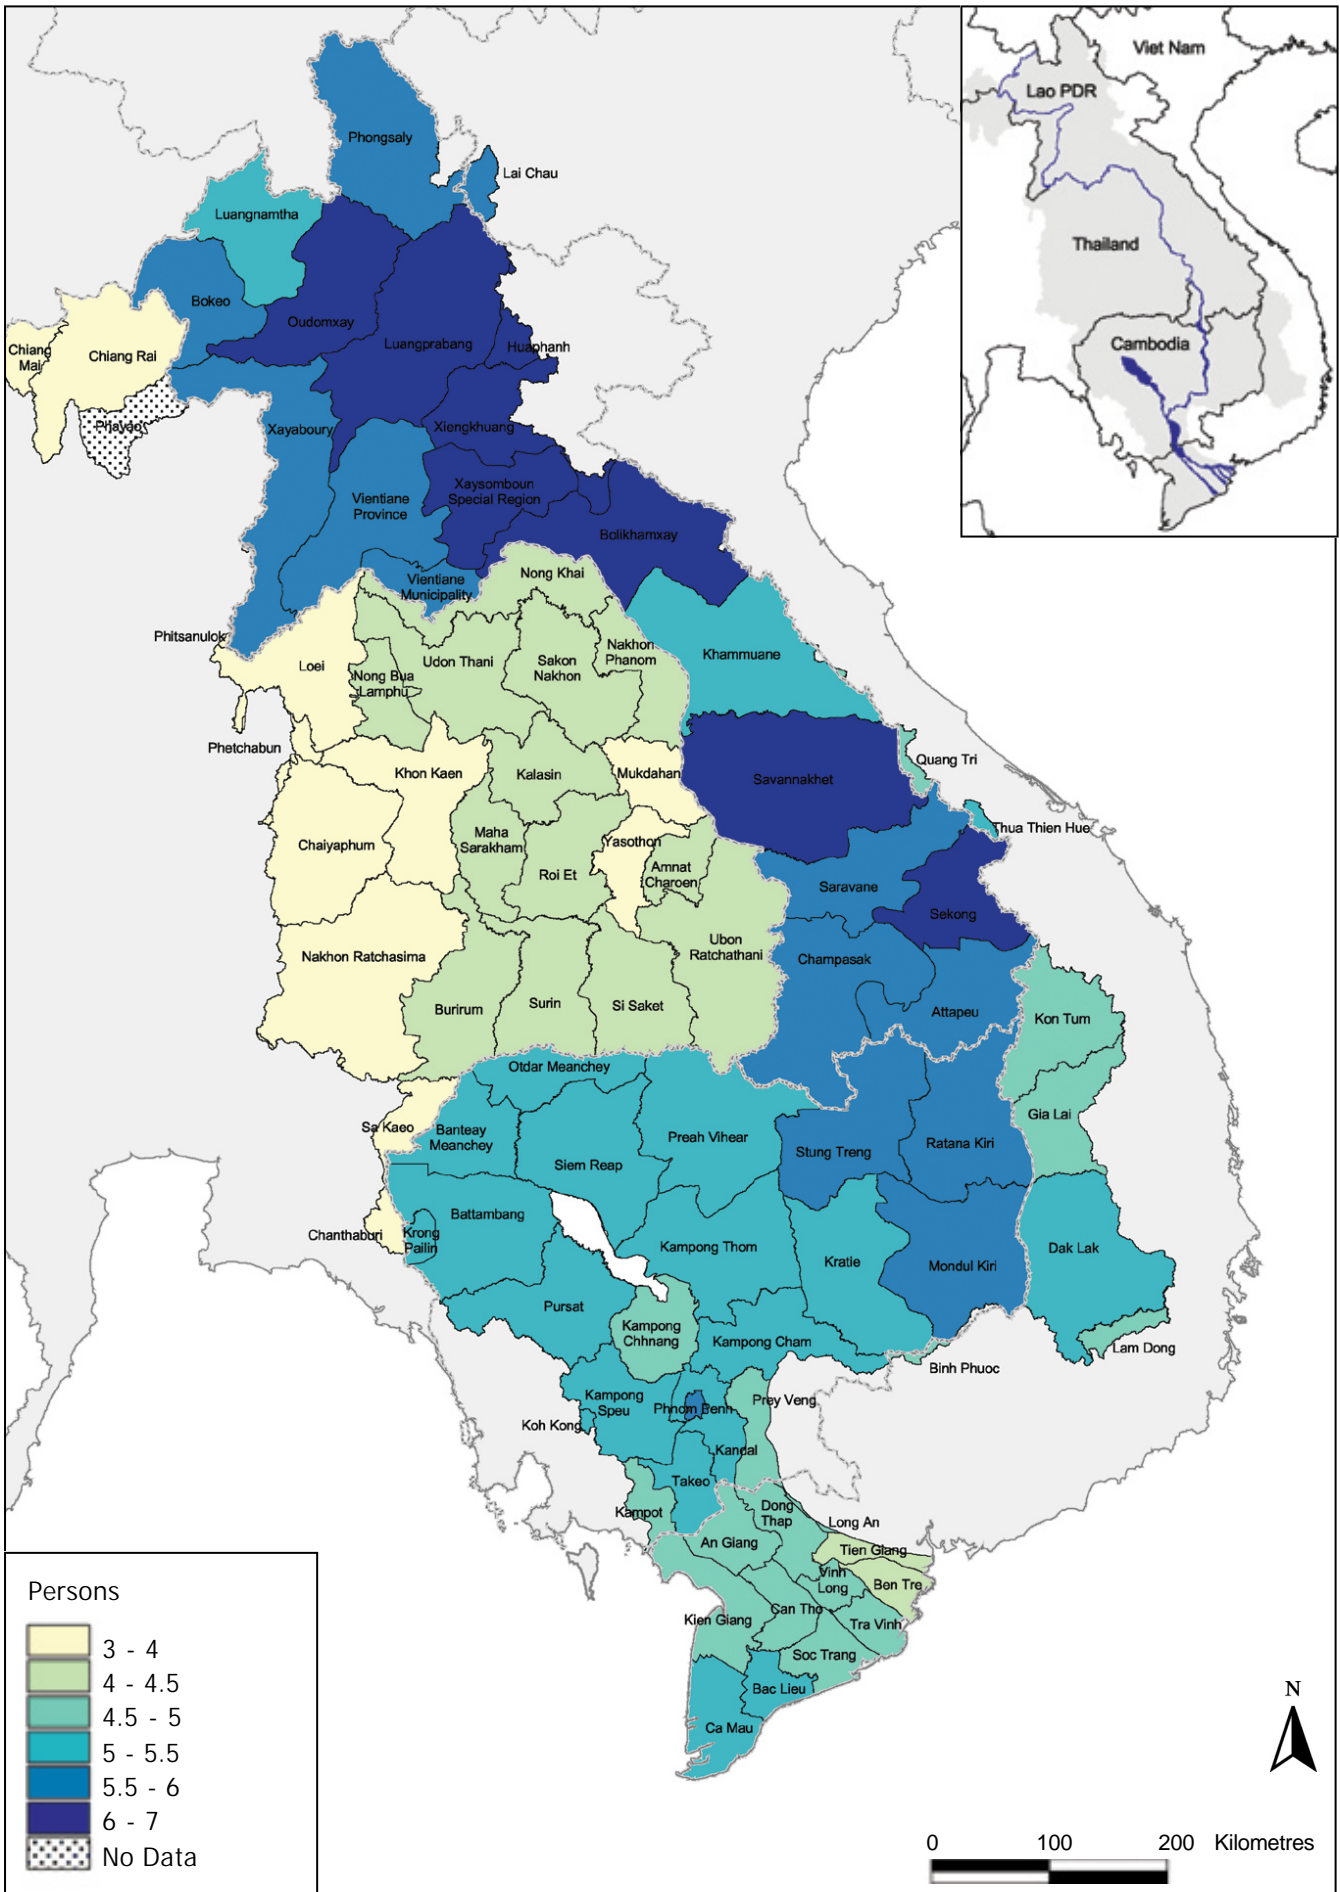 Viet Nam
Lao PDR
Thailand
Cambodia
Phongsaly
Lai Chau
Luangnamtha
Bokeo
Oudomxay
Luangprabang
Huaphanh
Chiang
Mai
Chiang Rai
Phayao
Xayaboury
Xiengkhuang
Vientiane
Province
Xaysomboun
Special Region
Bolikhamxay
Vientiane
Municipality
Nong Khai
Phitsanulok
Loei
Nong Bua
Lamphu
Udon Thani
Sakon
Nakhon
Nakhon
Phanom
Khammuane
Phetchabun
Khon Kaen
Kalasin
Mukdahan
Savannakhet
Quang Tri
Thua Thien Hue
Chaiyaphum
Maha
Sarakham
Roi Et
Yasothon
Amnat
Charoen
Saravane
Sekong
Nakhon Ratchasima
Ubon
Ratchathani
Champasak
Burirum
Surin
Si Saket
Attapeu
Kon Tum
Otdar Meanchey
Sa Kaeo
Banteay
Meanchey
Siem Reap
Preah Vihear
Stung Treng
Ratana Kiri
Gia Lai
Chanthaburi
Krong
Pailin
Battambang
Kampong Thom
Kratie
Mondul Kiri
Dak Lak
Pursat
Kampong
Chhnang
Kampong Cham
Binh Phuoc
Lam Dong
Kampong
Speu
Koh Kong
Phnom Penh
Prey Veng
Kandal
Takeo
Kampot
Dong
Thap
Long An
An Giang
Tien Giang
Vinh
Long
Ben Tre
Can Tho
Kien Giang
Tra Vinh
Soc Trang
Bac Lieu
Ca Mau
Persons
3 - 4
4 - 4.5
4.5 - 5
5 - 5.5
5.5 - 6
6 - 7
No Data
N
0 100 200 Kilometres